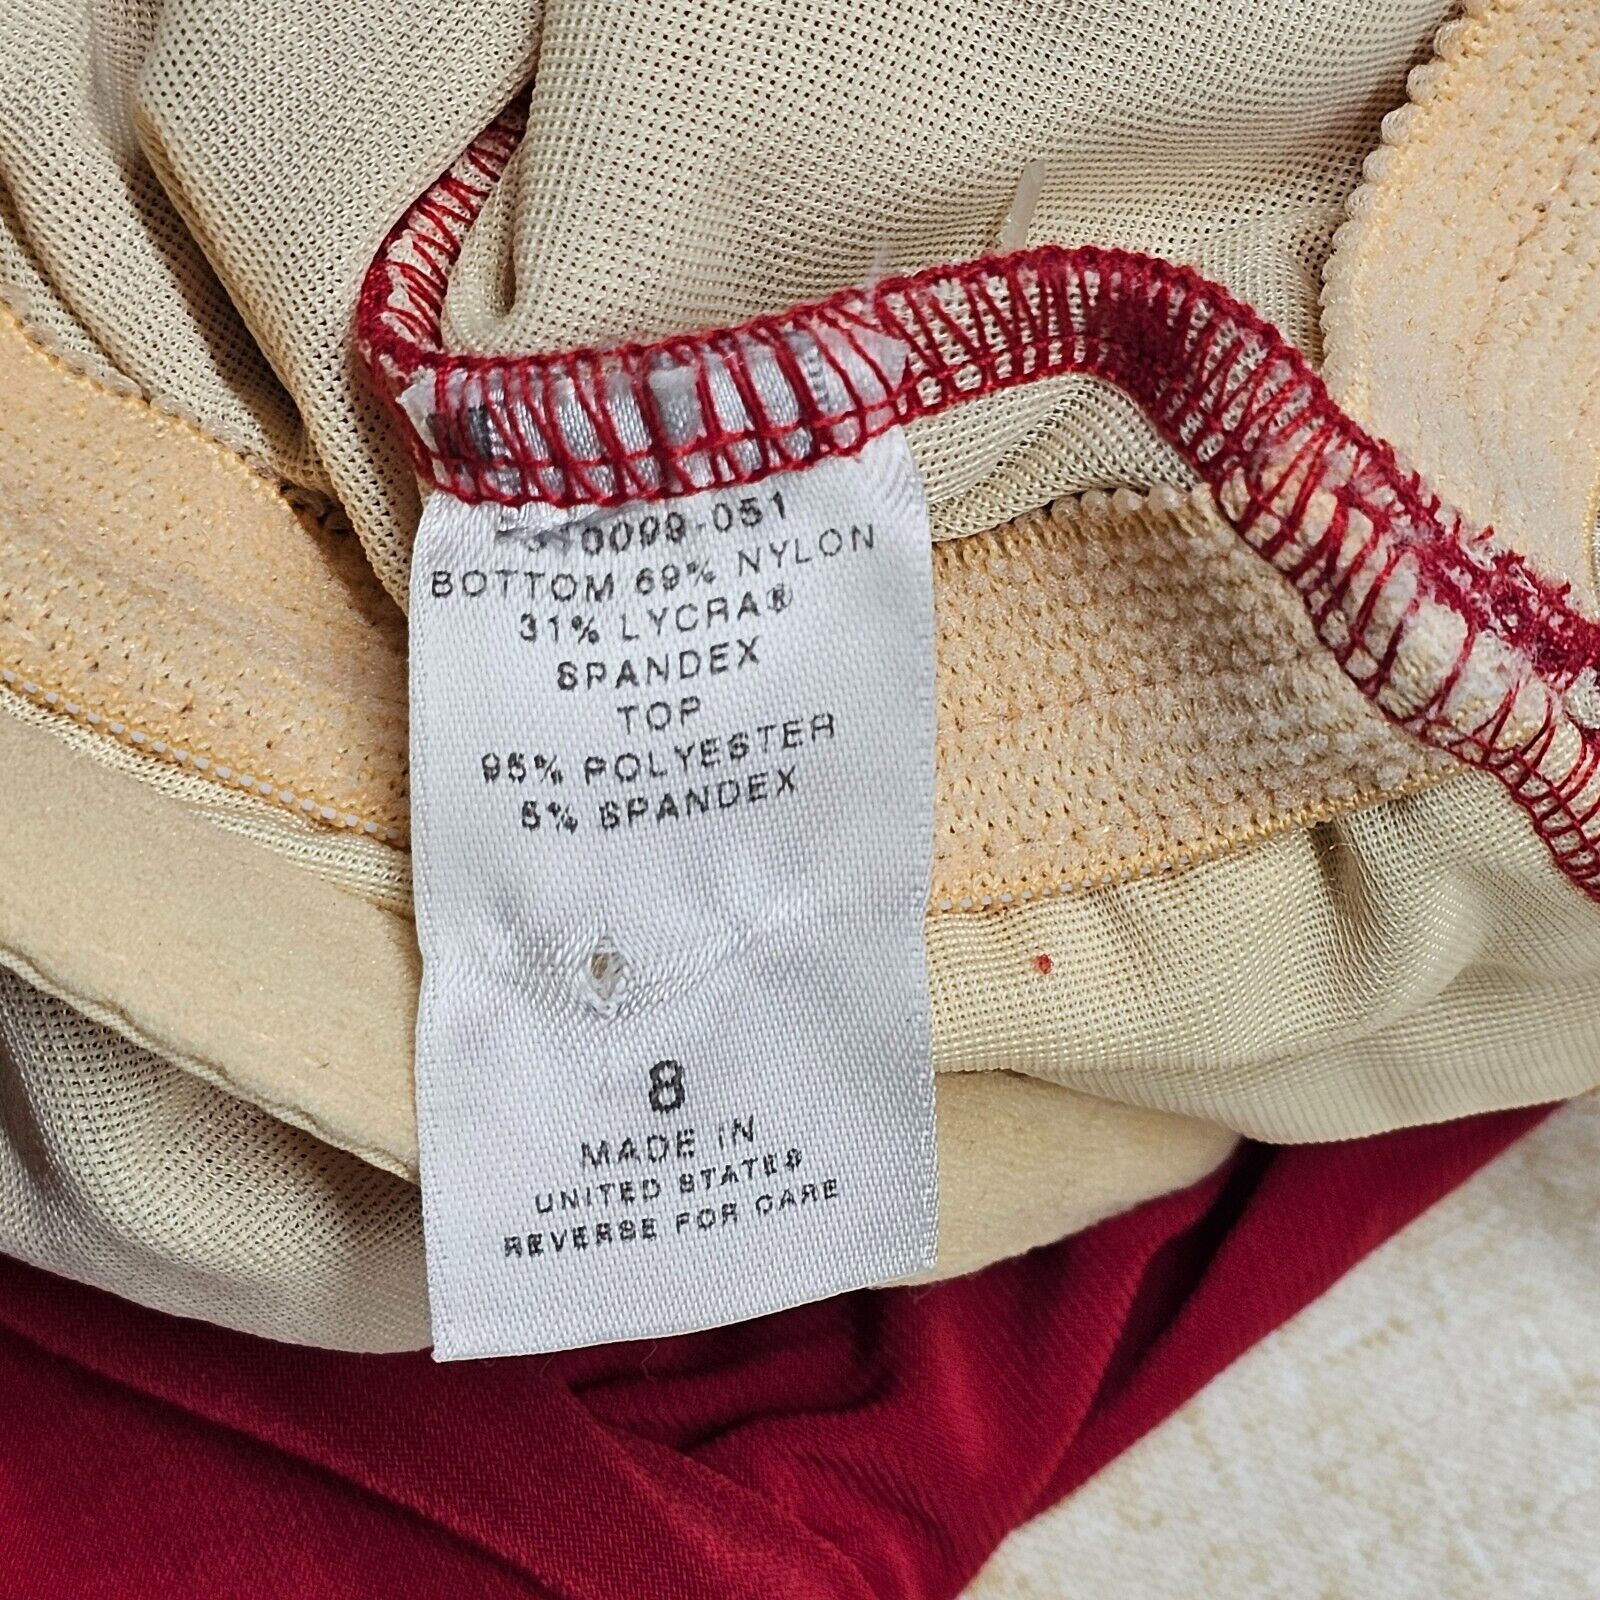 310099-051
BOTTOM 69% NYLON
31% LYCRA®
SPANDEX
TOP
95% POLYESTER
5% SPANDEX
8
MADE IN
UNITED STATES
REVERSE FOR CARE